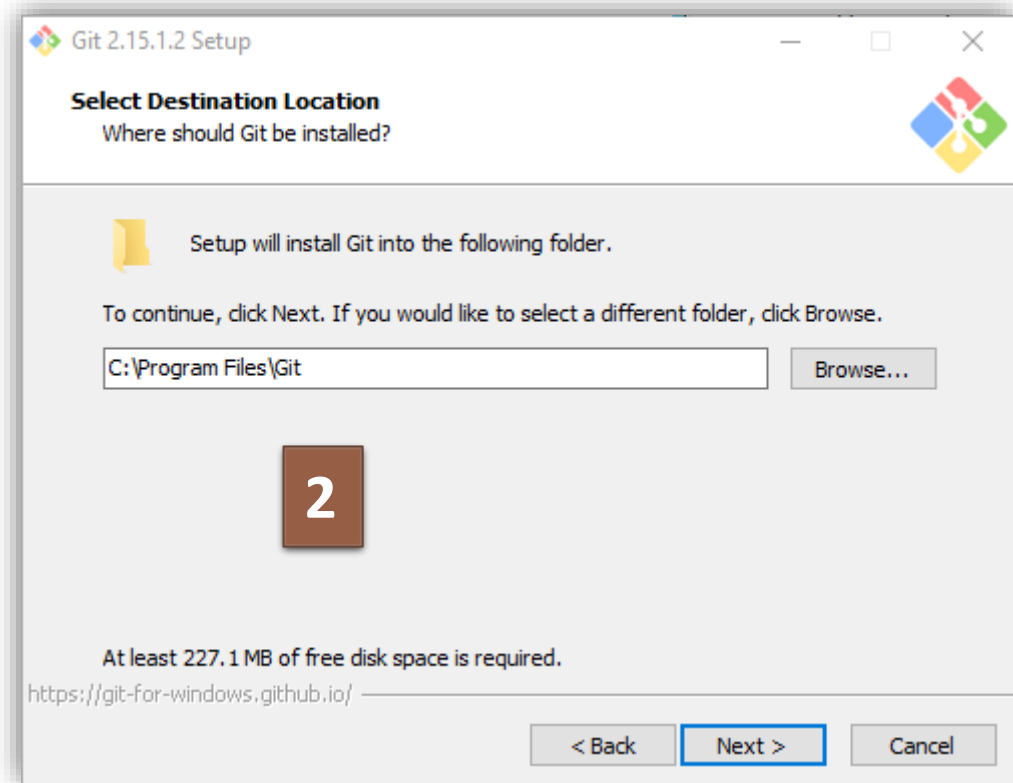 Git 2.15.1.2 Setup
Select Destination Location
Where should Git be installed?
Setup will install Git into the following folder.
To continue, click Next. If you would like to select a different folder, click Browse.
C:\Program Files\Git
Browse...
2
At least 227.1 MB of free disk space is required.
https://git-for-windows.github.io/
< Back
Next >
Cancel